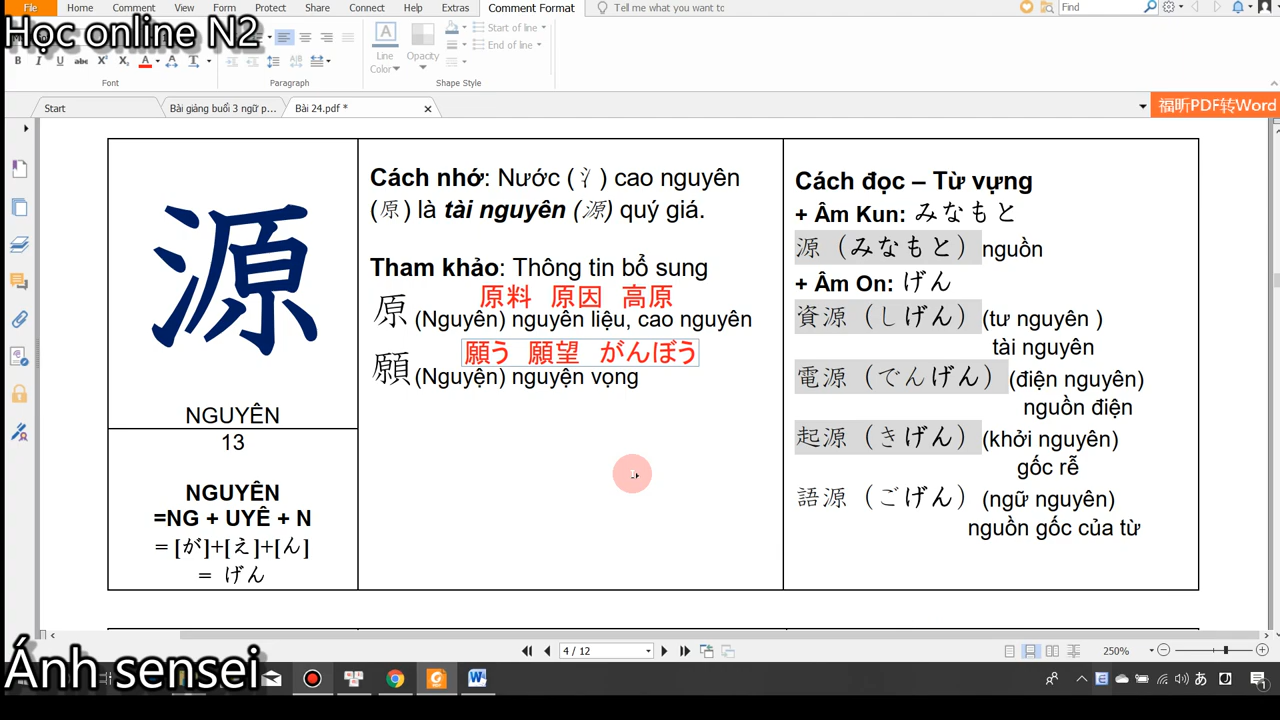 File Home Comment View Form Protect Share Connect Help Extras Comment Format Tell me what you want to Find
Học online N2
Line Color
Opacity
Start of line
End of line
Font Paragraph Shape Style
Start Bài giảng buổi 3 ngữ p... Bài 24.pdf * 福昕PDF转Word
源
NGUYÊN
13
NGUYÊN
=NG + UYÊ + N
= [が]+[え]+[ん]
= げん
Cách nhớ: Nước (氵) cao nguyên
(原) là tài nguyên (源) quý giá.
Tham khảo: Thông tin bổ sung
原料 原因 高原
原 (Nguyên) nguyên liệu, cao nguyên
願う 願望 がんぼう
願 (Nguyện) nguyện vọng
Cách đọc – Từ vựng
+ Âm Kun: みなもと
源（みなもと）nguồn
+ Âm On: げん
資源（しげん）(tư nguyên )
tài nguyên
電源（でんげん）(điện nguyên)
nguồn điện
起源（きげん）(khởi nguyên)
gốc rễ
語源（ごげん）(ngữ nguyên)
nguồn gốc của từ
4 / 12
250%
Ánh sensei